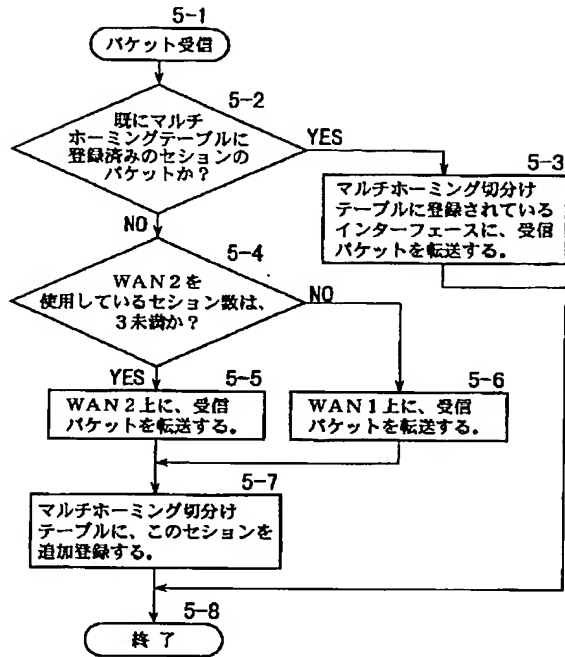 5-1
パケット受信
5-2
既にマルチ
ホーミングテーブルに
登録済みのセションの
パケットか？
YES
NO
5-3
マルチホーミング切分け
テーブルに登録されている
インターフェースに、受信
パケットを転送する。
5-4
WAN2を
使用しているセション数は、
3未満か？
NO
YES
5-5
WAN2上に、受信
パケットを転送する。
5-6
WAN1上に、受信
パケットを転送する。
5-7
マルチホーミング切分け
テーブルに、このセションを
追加登録する。
5-8
終了